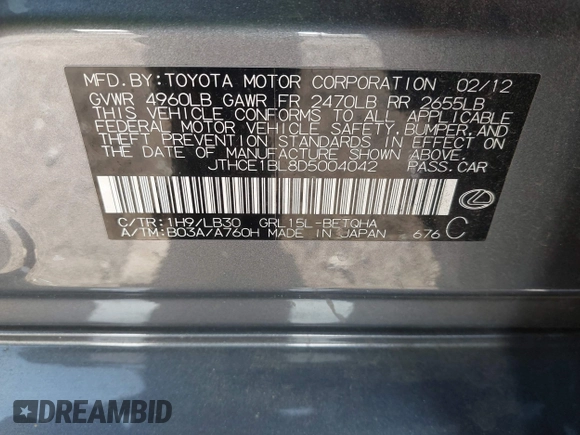 MFD.BY:TOYOTA MOTOR CORPORATION 02/12
GVWR 4960LB GAWR FR 2470LB RR 2655LB
THIS VEHICLE CONFORMS TO ALL APPLICABLE
FEDERAL MOTOR VEHICLE SAFETY,BUMPER,AND
THEFT PREVENTION STANDARDS IN EFFECT ON
THE DATE OF MANUFACTURE SHOWN ABOVE.
JTHCE1BL8D5004042 PASS.CAR
C/TR:1H9/LB30 GRL15L-BETQHA
A/TM:B03A/A760H MADE IN JAPAN 676 C
DREAMBID